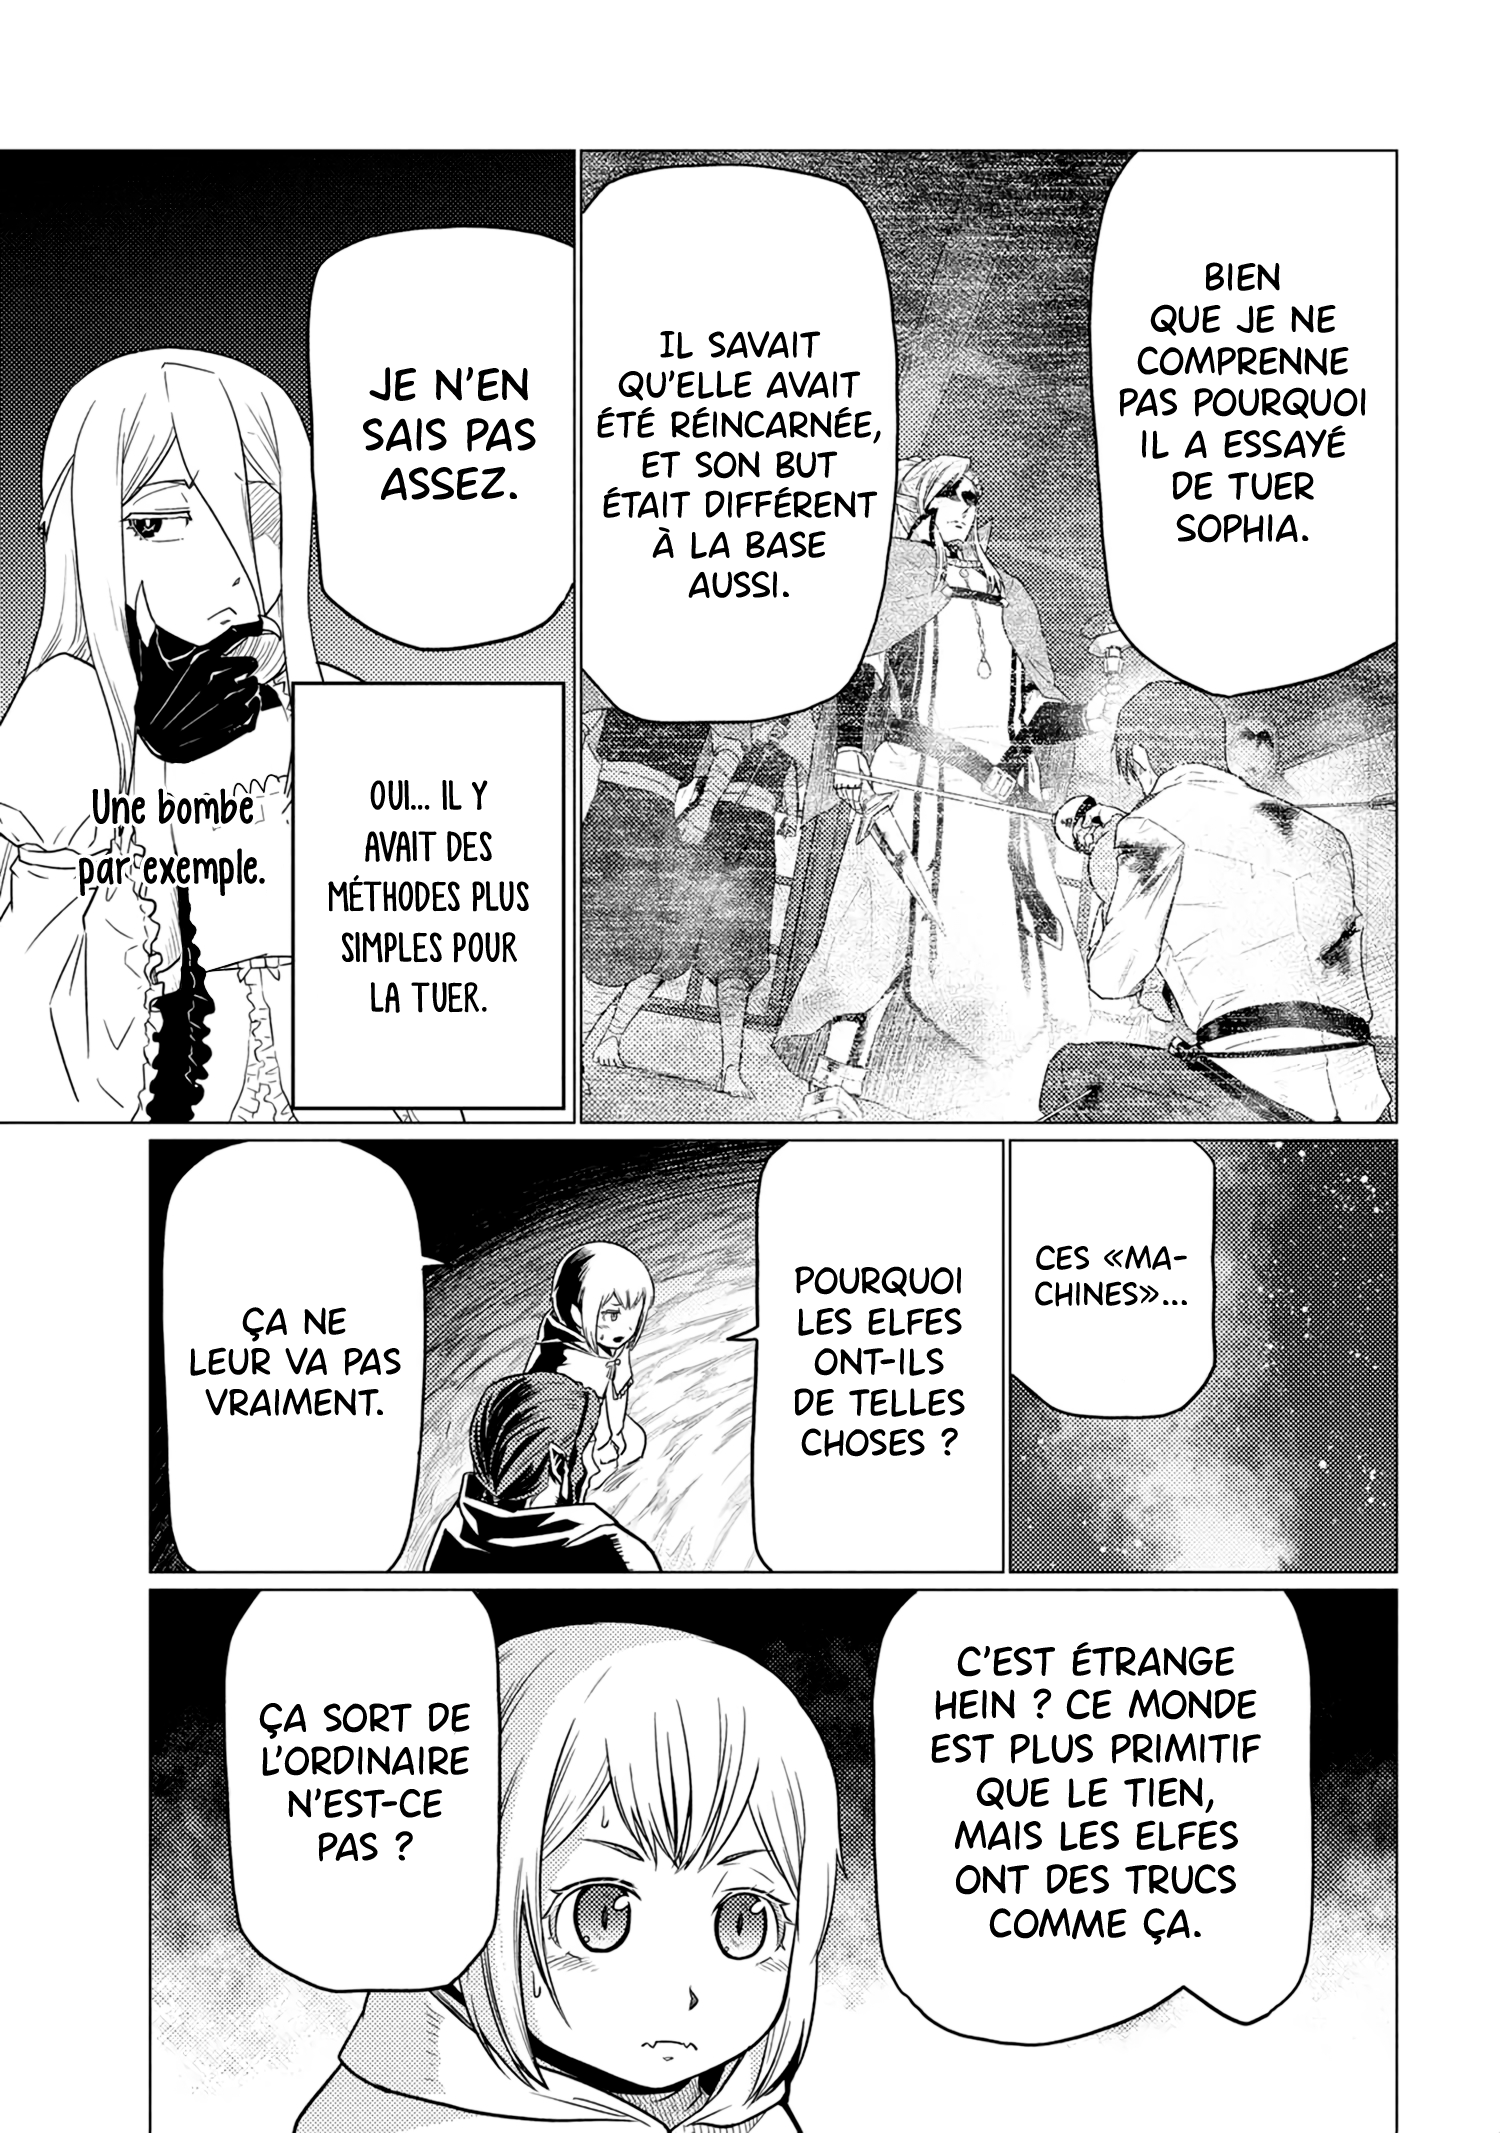 BIEN
QUE JE NE
COMPRENNE
PAS POURQUOI
IL A ESSAYÉ
DE TUER
SOPHIA.
IL SAVAIT
QU'ELLE AVAIT
ÉTÉ RÉINCARNÉE,
ET SON BUT
ÉTAIT DIFFÉRENT
À LA BASE
AUSSI.
JE N'EN
SAIS PAS
ASSEZ.
OUI... IL Y
AVAIT DES
MÉTHODES PLUS
SIMPLES POUR
LA TUER.
Une bombe
par exemple.
CES «MA-
CHINES»...
POURQUOI
LES ELFES
ONT-ILS
DE TELLES
CHOSES ?
ÇA NE
LEUR VA PAS
VRAIMENT.
C'EST ÉTRANGE
HEIN ? CE MONDE
EST PLUS PRIMITIF
QUE LE TIEN,
MAIS LES ELFES
ONT DES TRUCS
COMME ÇA.
ÇA SORT DE
L'ORDINAIRE
N'EST-CE
PAS ?